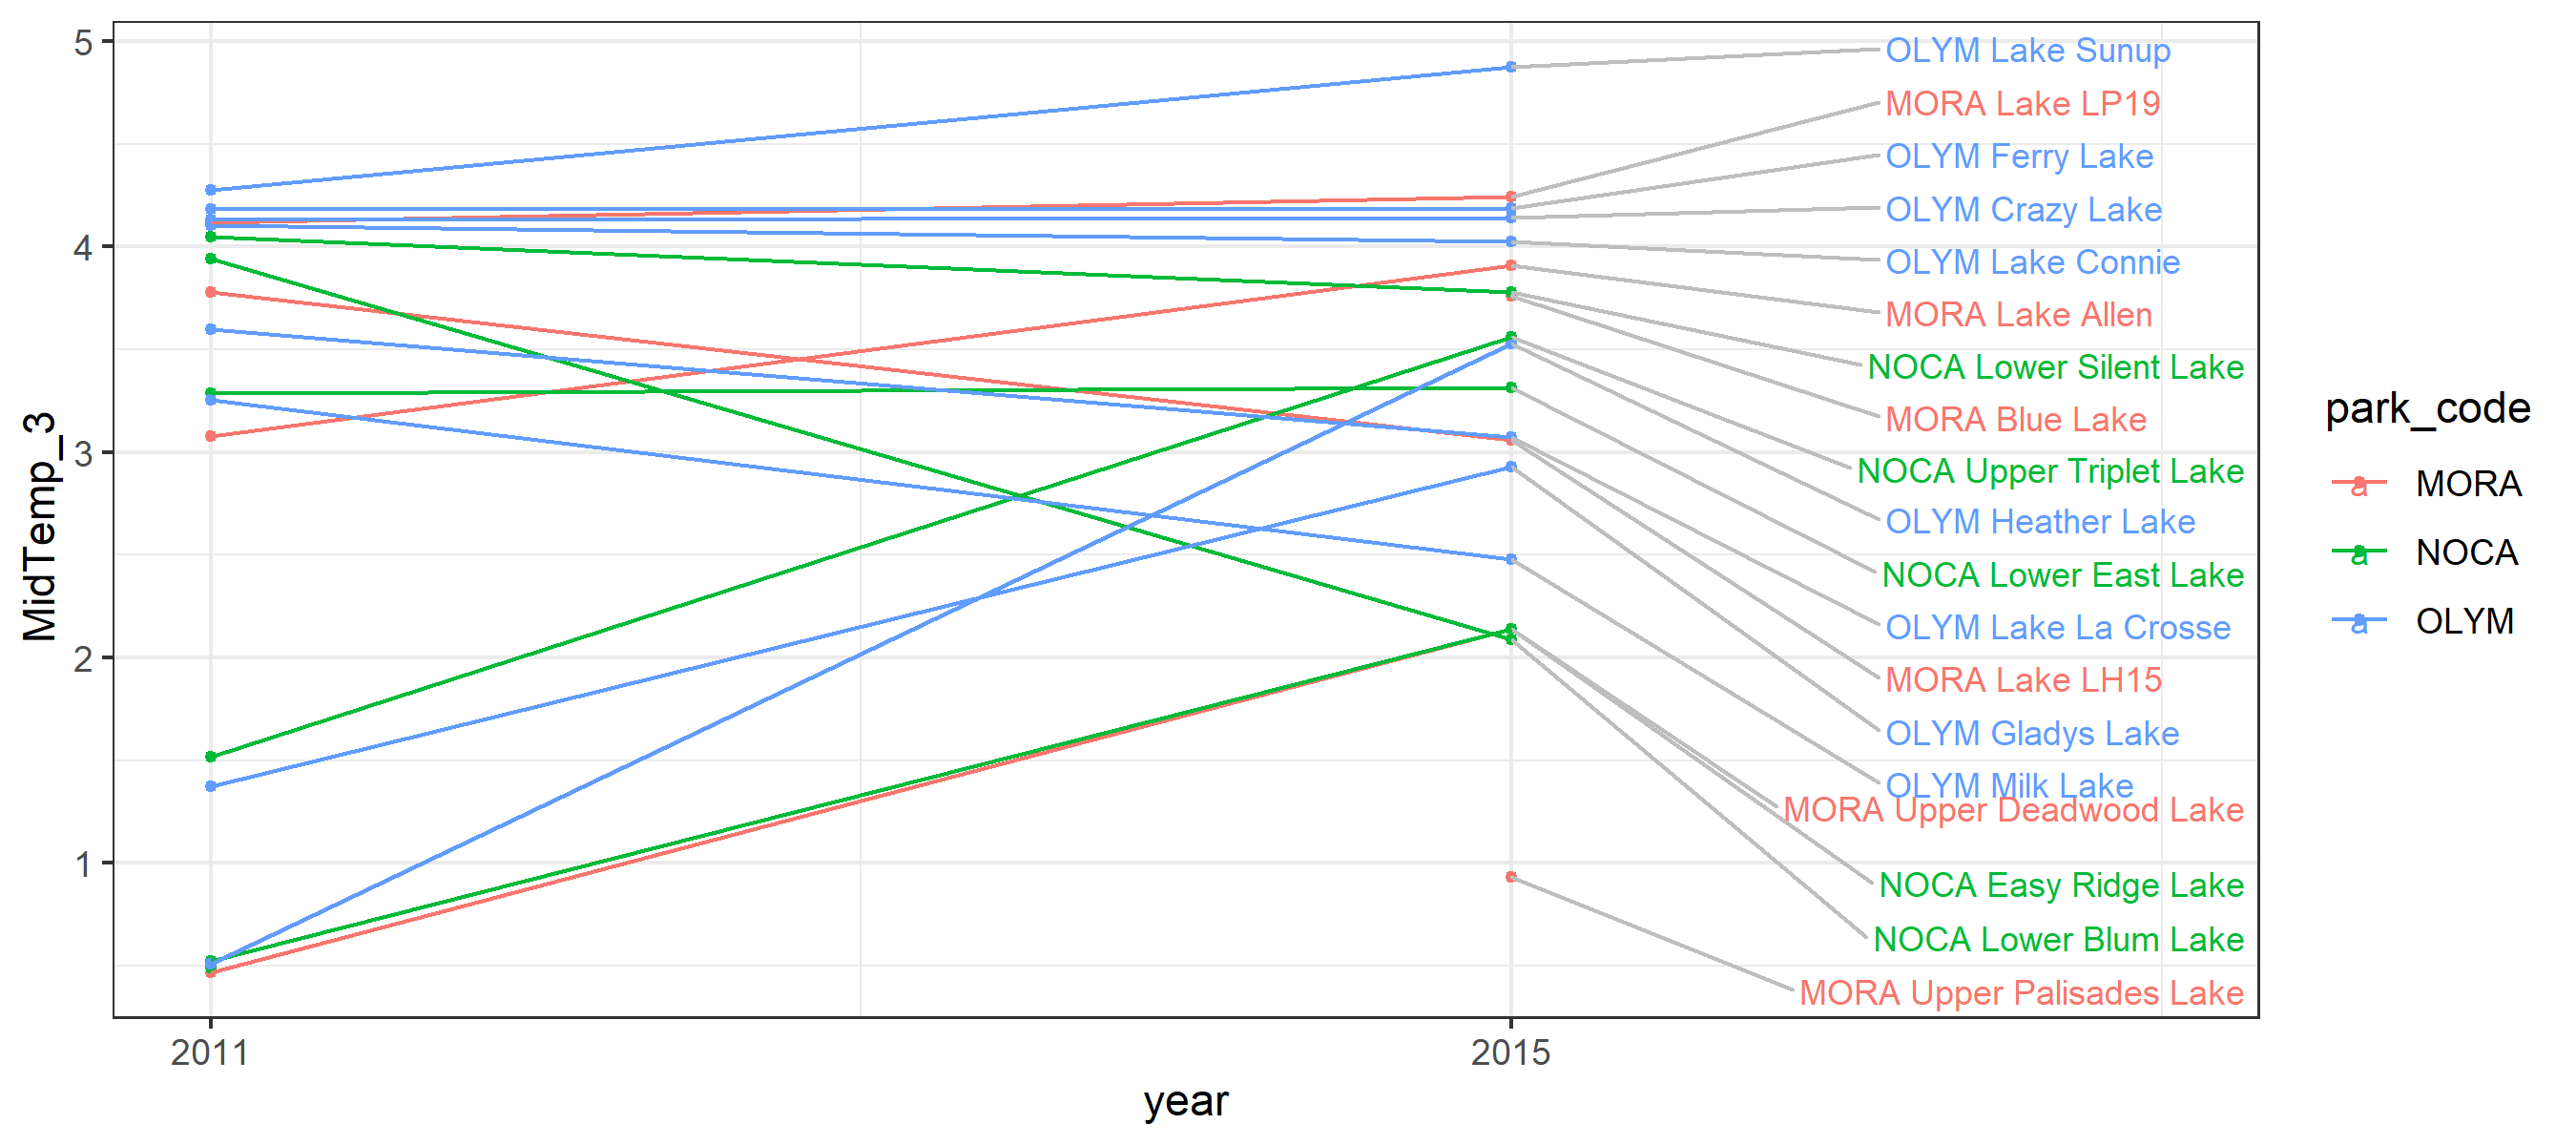 5
4
3
2
1
MidTemp_3
2011
2015
year
OLYM Lake Sunup
MORA Lake LP19
OLYM Ferry Lake
OLYM Crazy Lake
OLYM Lake Connie
MORA Lake Allen
NOCA Lower Silent Lake
MORA Blue Lake
NOCA Upper Triplet Lake
OLYM Heather Lake
NOCA Lower East Lake
OLYM Lake La Crosse
MORA Lake LH15
OLYM Gladys Lake
OLYM Milk Lake
MORA Upper Deadwood Lake
NOCA Easy Ridge Lake
NOCA Lower Blum Lake
MORA Upper Palisades Lake
park_code
a MORA
a NOCA
a OLYM